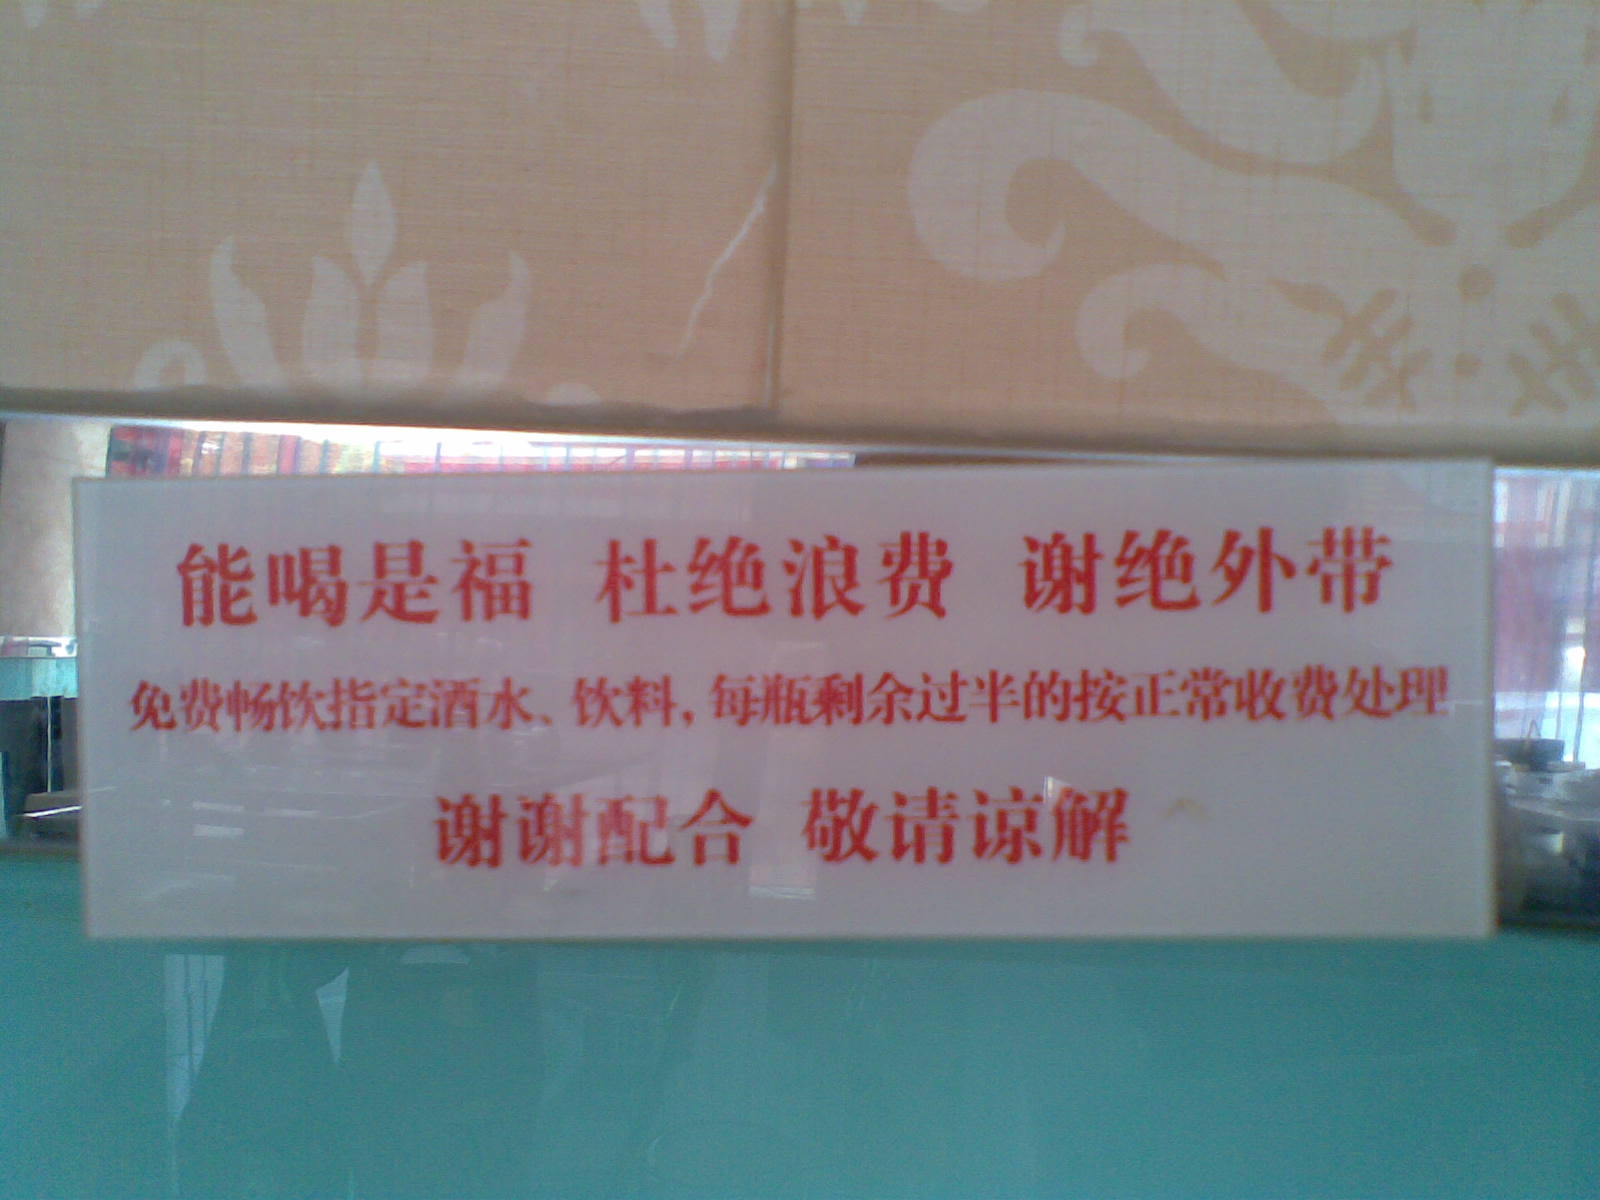 能喝是福 杜绝浪费 谢绝外带
免费畅饮指定酒水、饮料,每瓶剩余过半的按正常收费处理
谢谢配合 敬请谅解